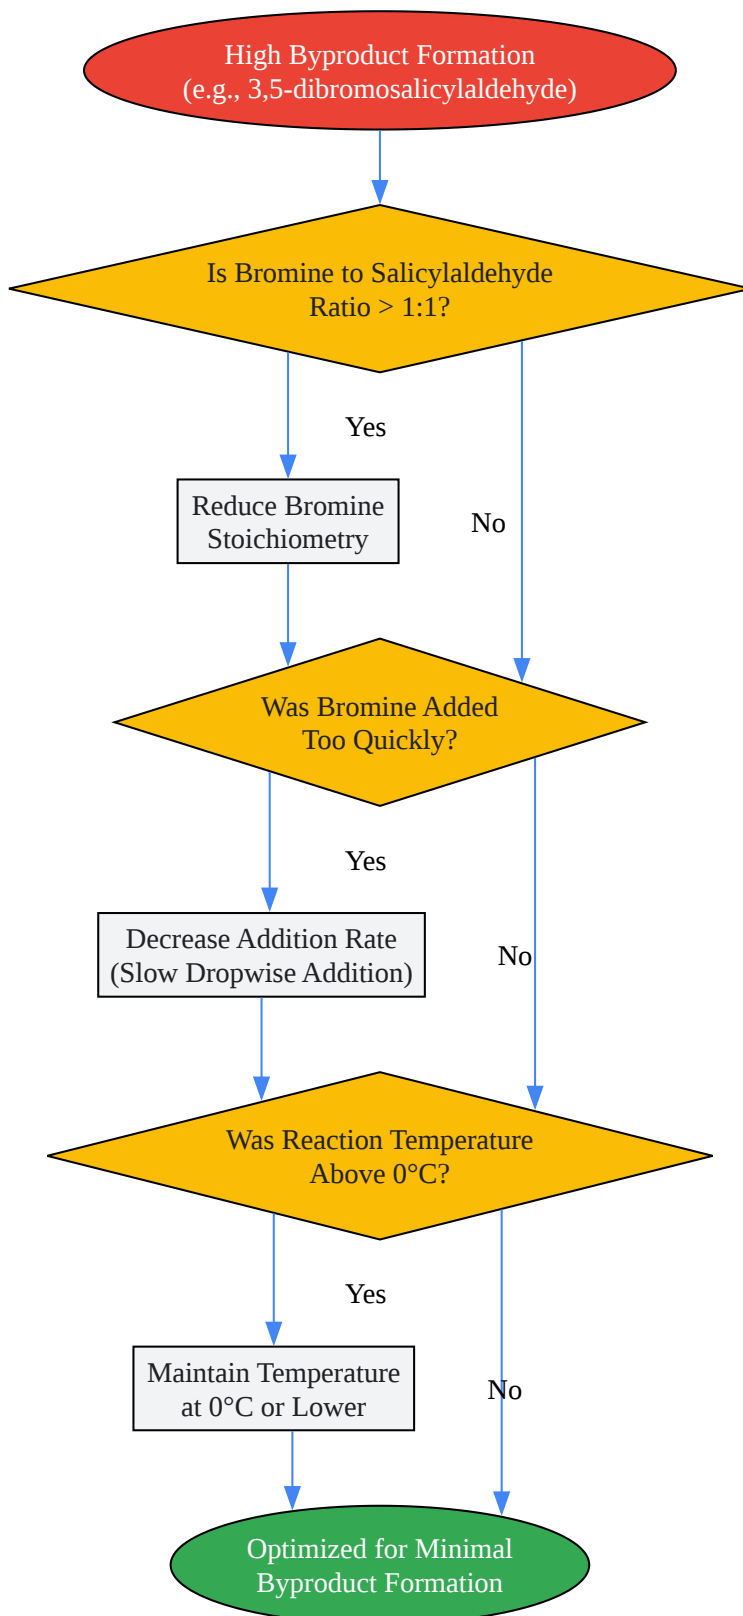 High Byproduct Formation
(e.g., 3,5-dibromosalicylaldehyde)
Is Bromine to Salicylaldehyde
Ratio > 1:1?
Yes
Reduce Bromine
Stoichiometry
No
Was Bromine Added
Too Quickly?
Yes
Decrease Addition Rate
(Slow Dropwise Addition)
No
Was Reaction Temperature
Above 0°C?
Yes
Maintain Temperature
at 0°C or Lower
No
Optimized for Minimal
Byproduct Formation